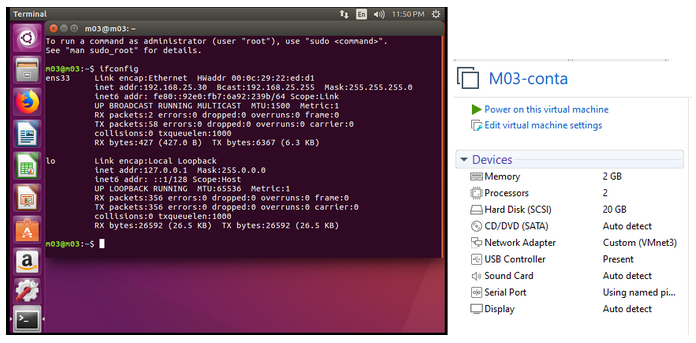 Terminal
En
11:50 PM
m03@m03: ~
To run a command as administrator (user "root"), use "sudo <command>".
See "man sudo_root" for details.
m03@m03:~$ ifconfig
ens33 Link encap:Ethernet HWaddr 00:0c:29:22:ed:d1
inet addr:192.168.25.30 Bcast:192.168.25.255 Mask:255.255.255.0
inet6 addr: fe80::92e0:fb7:6a92:239b/64 Scope:Link
UP BROADCAST RUNNING MULTICAST MTU:1500 Metric:1
RX packets:2 errors:0 dropped:0 overruns:0 frame:0
TX packets:58 errors:0 dropped:0 overruns:0 carrier:0
collisions:0 txqueuelen:1000
RX bytes:427 (427.0 B) TX bytes:6367 (6.3 KB)
lo Link encap:Local Loopback
inet addr:127.0.0.1 Mask:255.0.0.0
inet6 addr: ::1/128 Scope:Host
UP LOOPBACK RUNNING MTU:65536 Metric:1
RX packets:356 errors:0 dropped:0 overruns:0 frame:0
TX packets:356 errors:0 dropped:0 overruns:0 carrier:0
collisions:0 txqueuelen:1000
RX bytes:26592 (26.5 KB) TX bytes:26592 (26.5 KB)
m03@m03:~$
M03-conta
Power on this virtual machine
Edit virtual machine settings
Devices
Memory 2 GB
Processors 2
Hard Disk (SCSI) 20 GB
CD/DVD (SATA) Auto detect
Network Adapter Custom (VMnet3)
USB Controller Present
Sound Card Auto detect
Serial Port Using named pi...
Display Auto detect